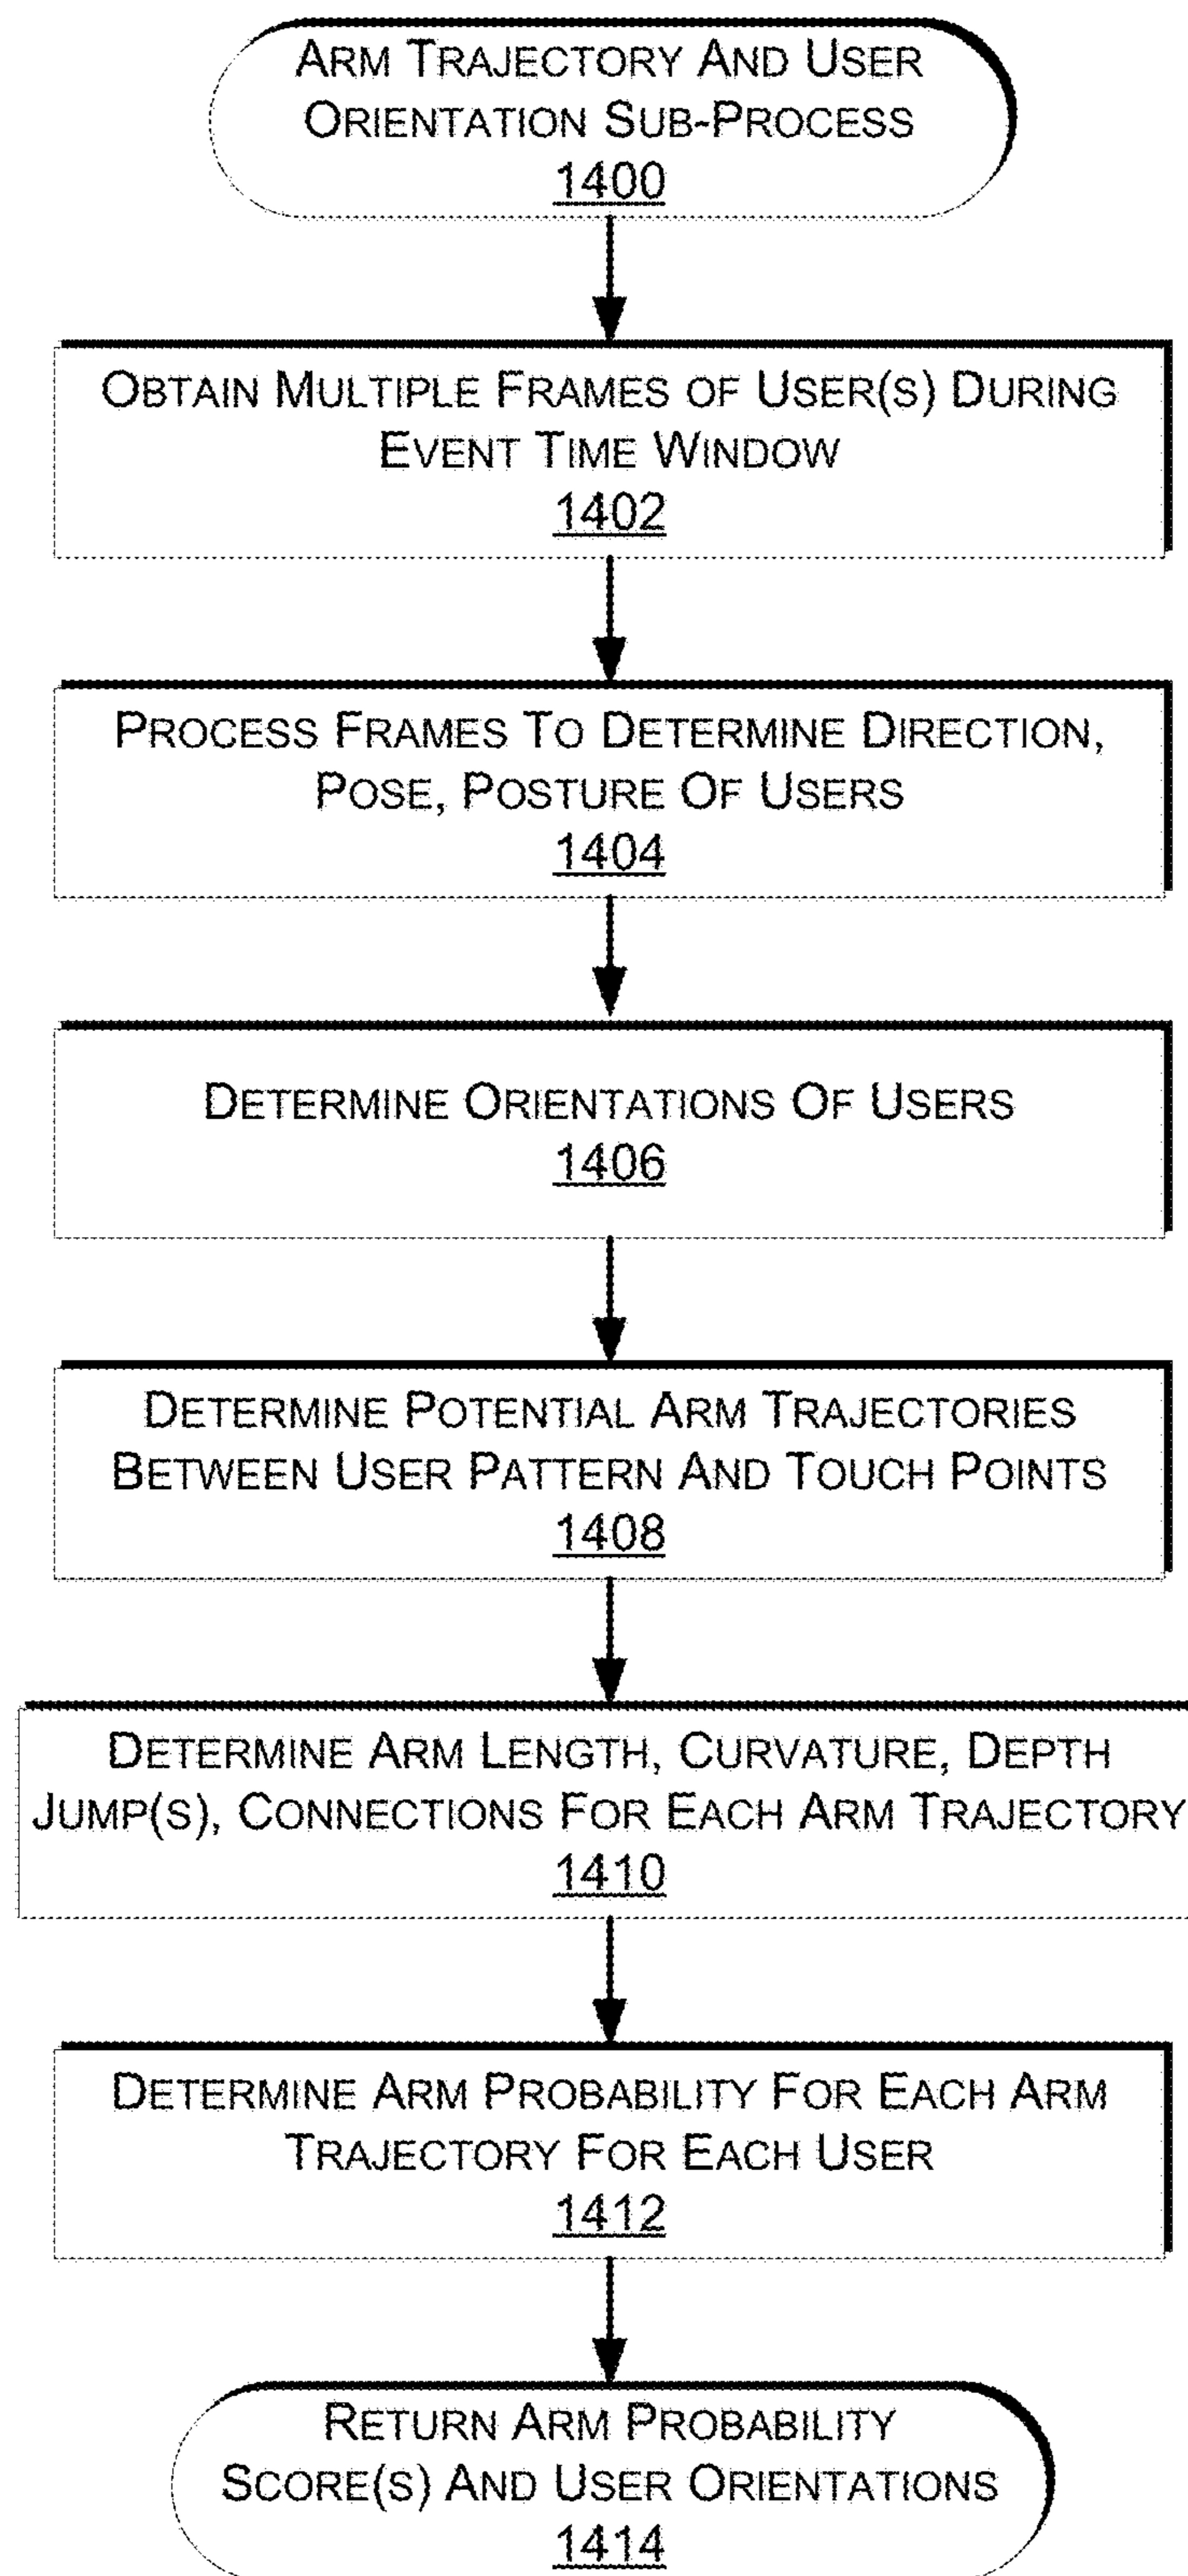 ARM TRAJECTORY AND USER
ORIENTATION SUB-PROCESS
1400
OBTAIN MULTIPLE FRAMES OF USER(S) DURING
EVENT TIME WINDOW
1402
PROCESS FRAMES TO DETERMINE DIRECTION,
POSE, POSTURE OF USERS
1404
DETERMINE ORIENTATIONS OF USERS
1406
DETERMINE POTENTIAL ARM TRAJECTORIES
BETWEEN USER PATTERN AND TOUCH POINTS
1408
DETERMINE ARM LENGTH, CURVATURE, DEPTH
JUMP(S), CONNECTIONS FOR EACH ARM TRAJECTORY
1410
DETERMINE ARM PROBABILITY FOR EACH ARM
TRAJECTORY FOR EACH USER
1412
RETURN ARM PROBABILITY
SCORE(S) AND USER ORIENTATIONS
1414